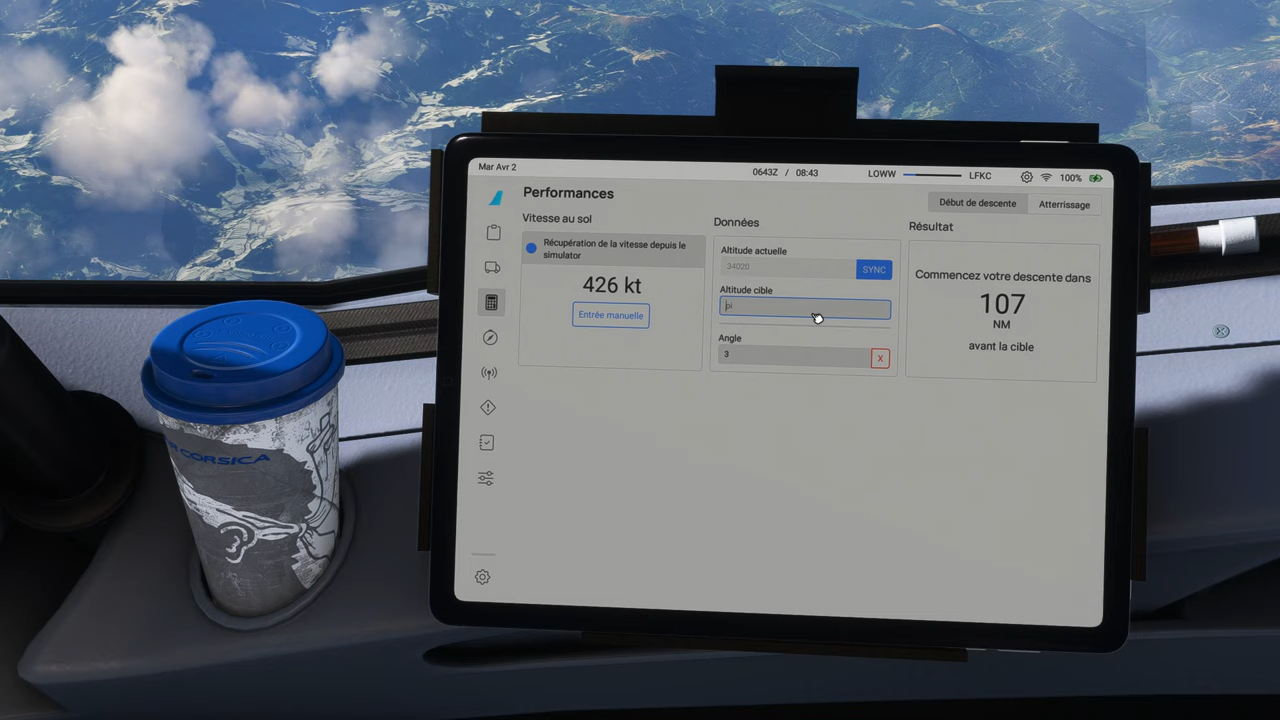 Mar Avr 2
0643Z / 08:43
LOWW
LFKC
100%
Performances
Début de descente
Atterrissage
Vitesse au sol
Récupération de la vitesse depuis le
simulator
426 kt
Entrée manuelle
Données
Altitude actuelle
34020
SYNC
Altitude cible
pi
Angle
3
X
Résultat
Commencez votre descente dans
107
NM
avant la cible
CORSICA